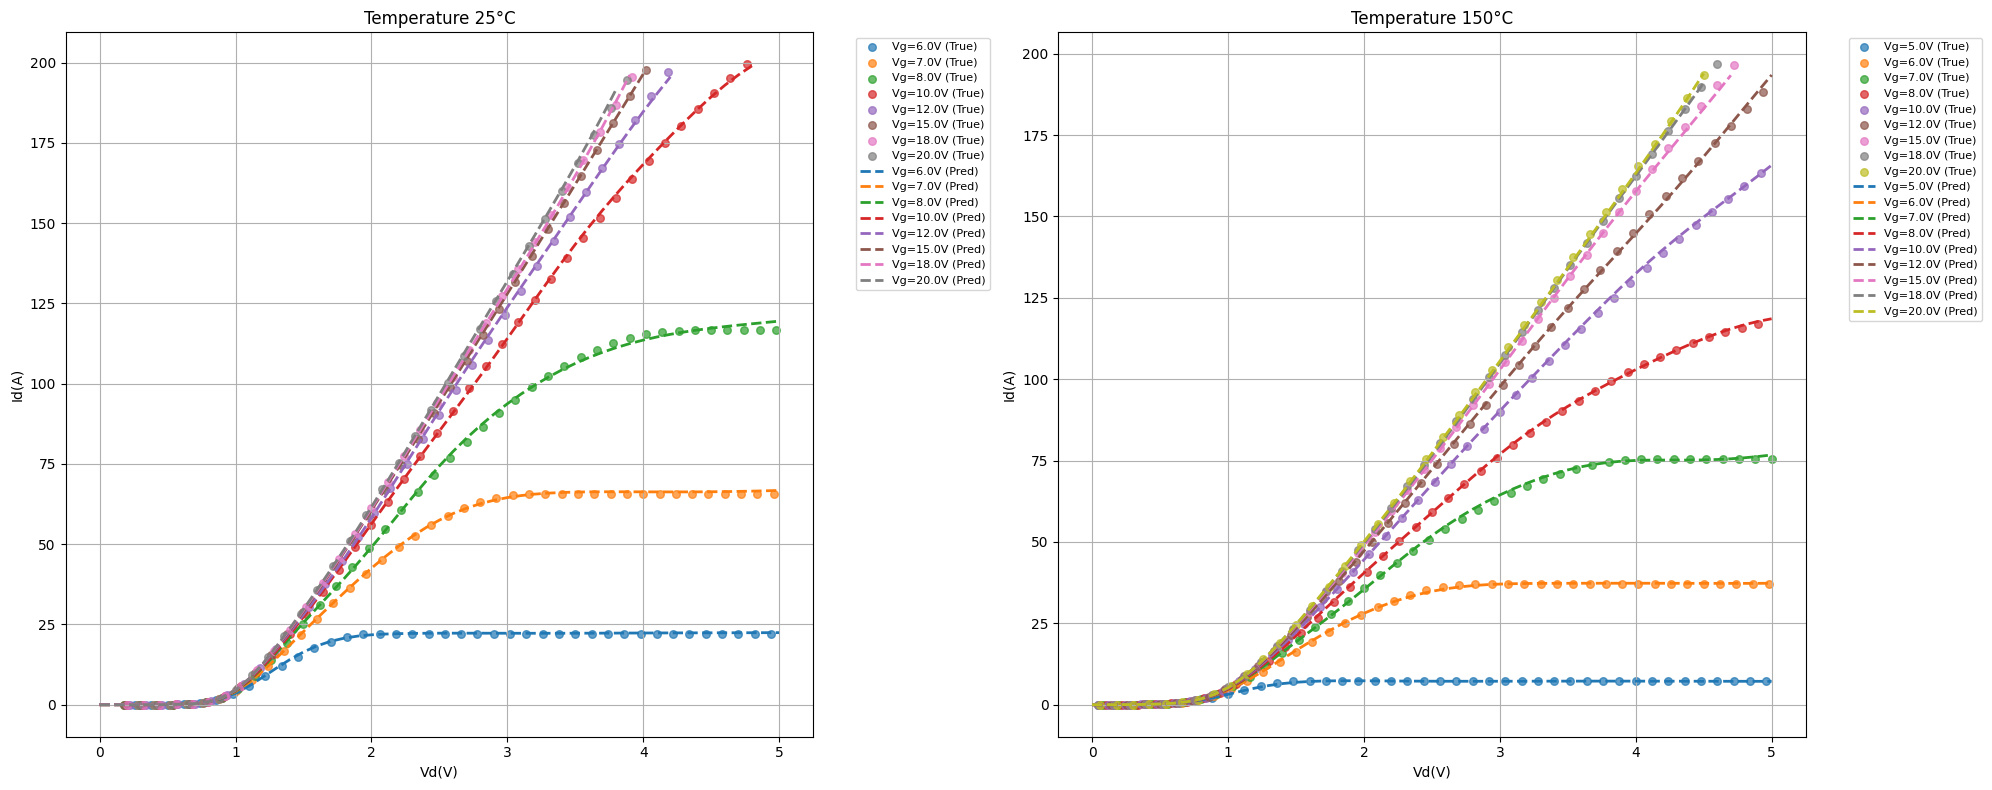 Temperature 25°C
Id(A)
200
175
150
125
100
75
50
25
0
0 1 2 3 4 5
Vd(V)
Vg=6.0V (True)
Vg=7.0V (True)
Vg=8.0V (True)
Vg=10.0V (True)
Vg=12.0V (True)
Vg=15.0V (True)
Vg=18.0V (True)
Vg=20.0V (True)
Vg=6.0V (Pred)
Vg=7.0V (Pred)
Vg=8.0V (Pred)
Vg=10.0V (Pred)
Vg=12.0V (Pred)
Vg=15.0V (Pred)
Vg=18.0V (Pred)
Vg=20.0V (Pred)
Temperature 150°C
Id(A)
200
175
150
125
100
75
50
25
0
0 1 2 3 4 5
Vd(V)
Vg=5.0V (True)
Vg=6.0V (True)
Vg=7.0V (True)
Vg=8.0V (True)
Vg=10.0V (True)
Vg=12.0V (True)
Vg=15.0V (True)
Vg=18.0V (True)
Vg=20.0V (True)
Vg=5.0V (Pred)
Vg=6.0V (Pred)
Vg=7.0V (Pred)
Vg=8.0V (Pred)
Vg=10.0V (Pred)
Vg=12.0V (Pred)
Vg=15.0V (Pred)
Vg=18.0V (Pred)
Vg=20.0V (Pred)